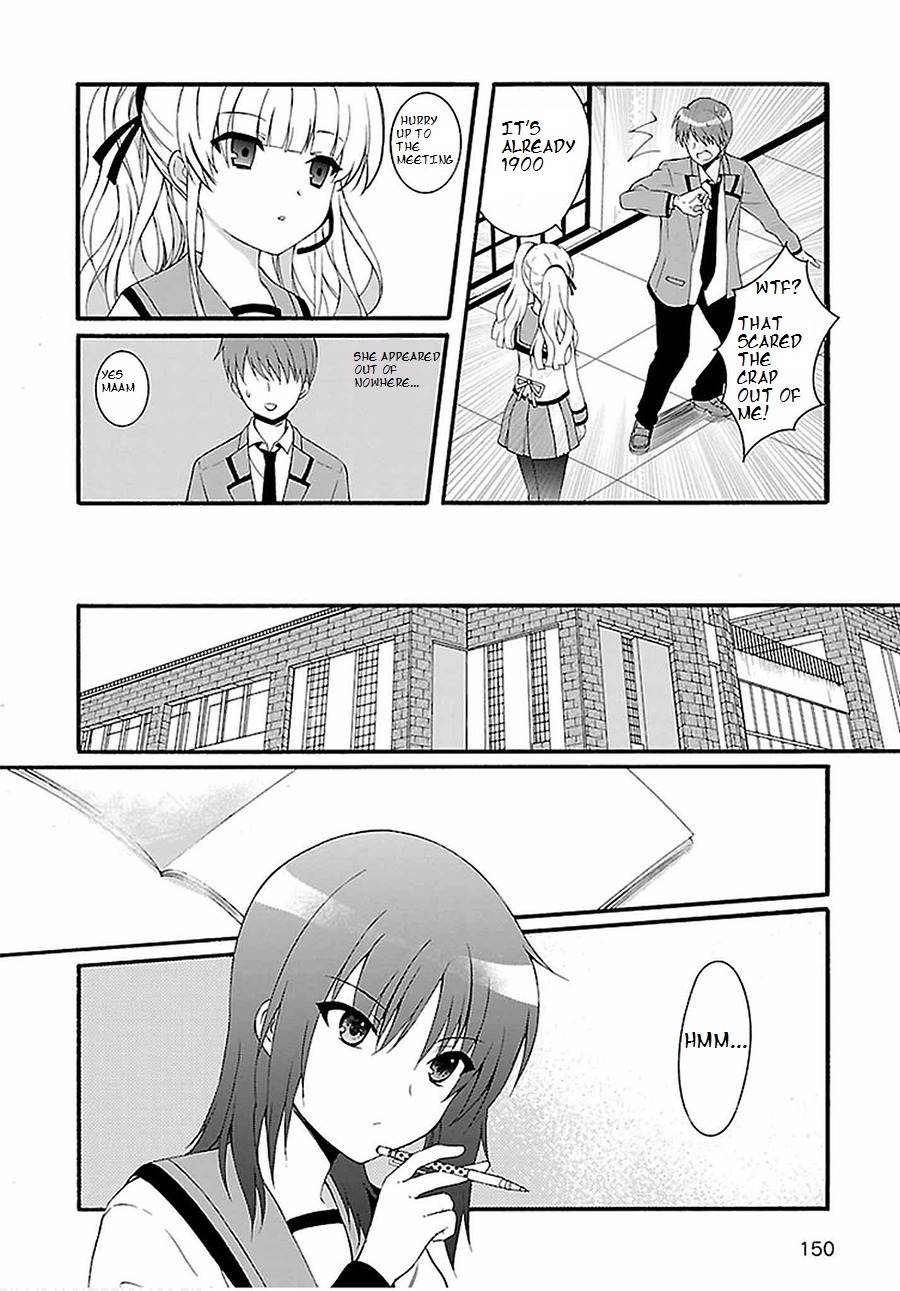 WTF?
THAT
SCARED
THE
CRAP
OUT OF
ME!
IT'S
ALREADY
1900
HURRY
UP TO
THE
MEETING
SHE APPEARED
OUT OF
NOWHERE...
YES
MAAM
HMM...
150